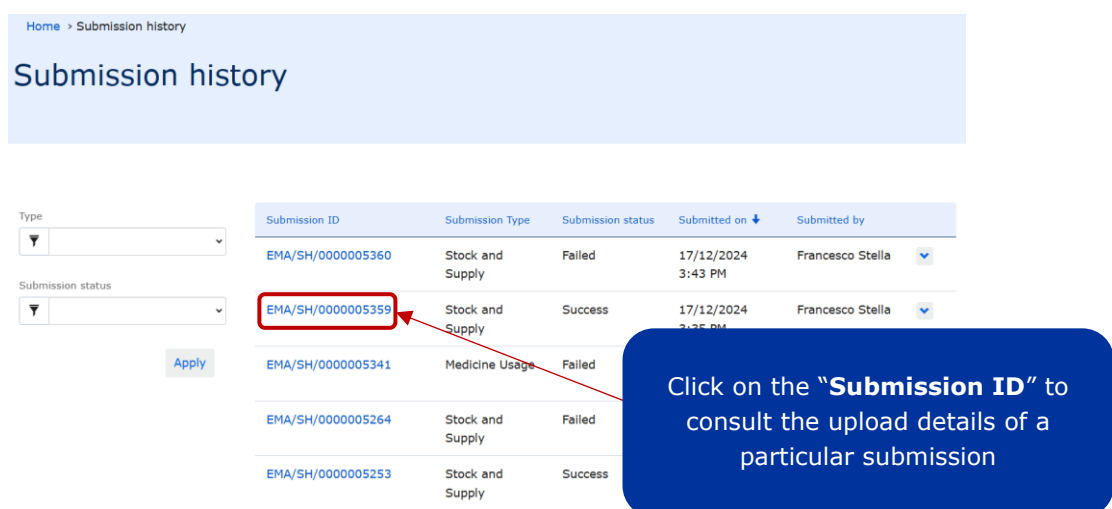 Home > Submission history
Submission history
Type
Submission status
Apply
Submission ID Submission Type Submission status Submitted on Submitted by
EMA/SH/0000005360 Stock and Failed 17/12/2024 Francesco Stella
Supply 3:43 PM
EMA/SH/0000005359 Stock and Success 17/12/2024 Francesco Stella
Supply 3:35 PM
EMA/SH/0000005341 Medicine Usage Failed
EMA/SH/0000005264 Stock and Failed
Supply
EMA/SH/0000005253 Stock and Success
Supply
Click on the “Submission ID” to
consult the upload details of a
particular submission